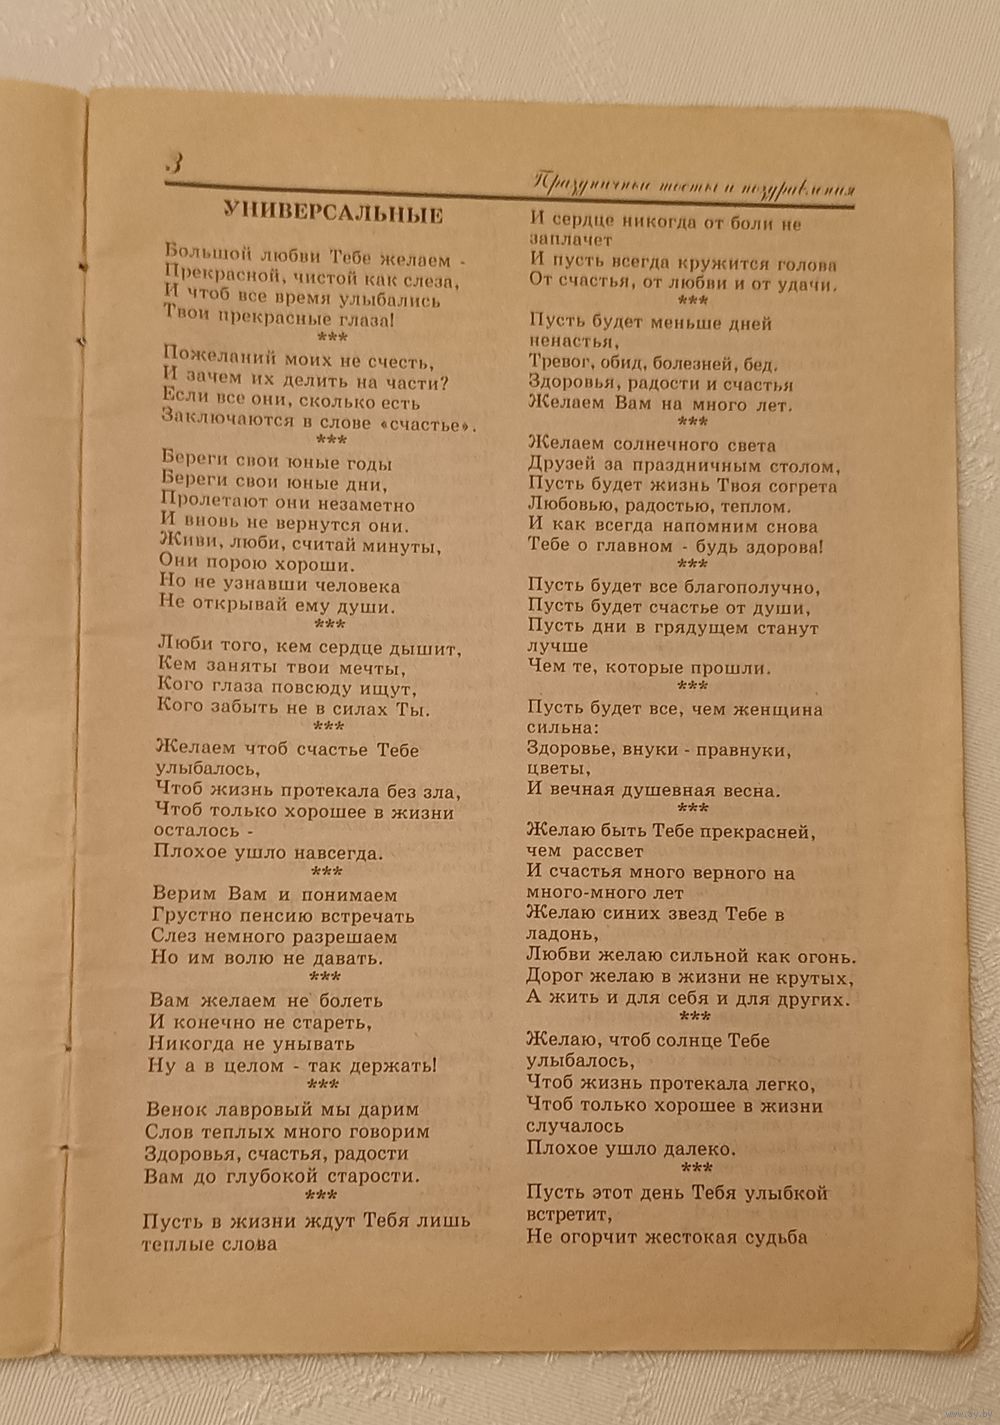 3
Праздничные тосты и поздравления
УНИВЕРСАЛЬНЫЕ
Большой любви Тебе желаем -
Прекрасной, чистой как слеза,
И чтоб все время улыбались
Твои прекрасные глаза!
***
Пожеланий моих не счесть,
И зачем их делить на части?
Если все они, сколько есть
Заключаются в слове «счастье».
***
Береги свои юные годы
Береги свои юные дни,
Пролетают они незаметно
И вновь не вернутся они.
Живи, люби, считай минуты,
Они порою хороши.
Но не узнавши человека
Не открывай ему души.
***
Люби того, кем сердце дышит,
Кем заняты твои мечты,
Кого глаза повсюду ищут,
Кого забыть не в силах Ты.
***
Желаем чтоб счастье Тебе
улыбалось,
Чтоб жизнь протекала без зла,
Чтоб только хорошее в жизни
осталось -
Плохое ушло навсегда.
***
Верим Вам и понимаем
Грустно пенсию встречать
Слез немного разрешаем
Но им волю не давать.
***
Вам желаем не болеть
И конечно не стареть,
Никогда не унывать
Ну а в целом - так держать!
***
Венок лавровый мы дарим
Слов теплых много говорим
Здоровья, счастья, радости
Вам до глубокой старости.
***
Пусть в жизни ждут Тебя лишь
теплые слова
И сердце никогда от боли не
заплачет
И пусть всегда кружится голова
От счастья, от любви и от удачи.
***
Пусть будет меньше дней
ненастья,
Тревог, обид, болезней, бед.
Здоровья, радости и счастья
Желаем Вам на много лет.
***
Желаем солнечного света
Друзей за праздничным столом,
Пусть будет жизнь Твоя согрета
Любовью, радостью, теплом.
И как всегда напомним снова
Тебе о главном - будь здорова!
***
Пусть будет все благополучно,
Пусть будет счастье от души,
Пусть дни в грядущем станут
лучше
Чем те, которые прошли.
***
Пусть будет все, чем женщина
сильна:
Здоровье, внуки - правнуки,
цветы,
И вечная душевная весна.
***
Желаю быть Тебе прекрасней,
чем рассвет
И счастья много верного на
много-много лет
Желаю синих звезд Тебе в
ладонь,
Любви желаю сильной как огонь.
Дорог желаю в жизни не крутых,
А жить и для себя и для других.
***
Желаю, чтоб солнце Тебе
улыбалось,
Чтоб жизнь протекала легко,
Чтоб только хорошее в жизни
случалось
Плохое ушло далеко.
***
Пусть этот день Тебя улыбкой
встретит,
Не огорчит жестокая судьба
www.ay.by